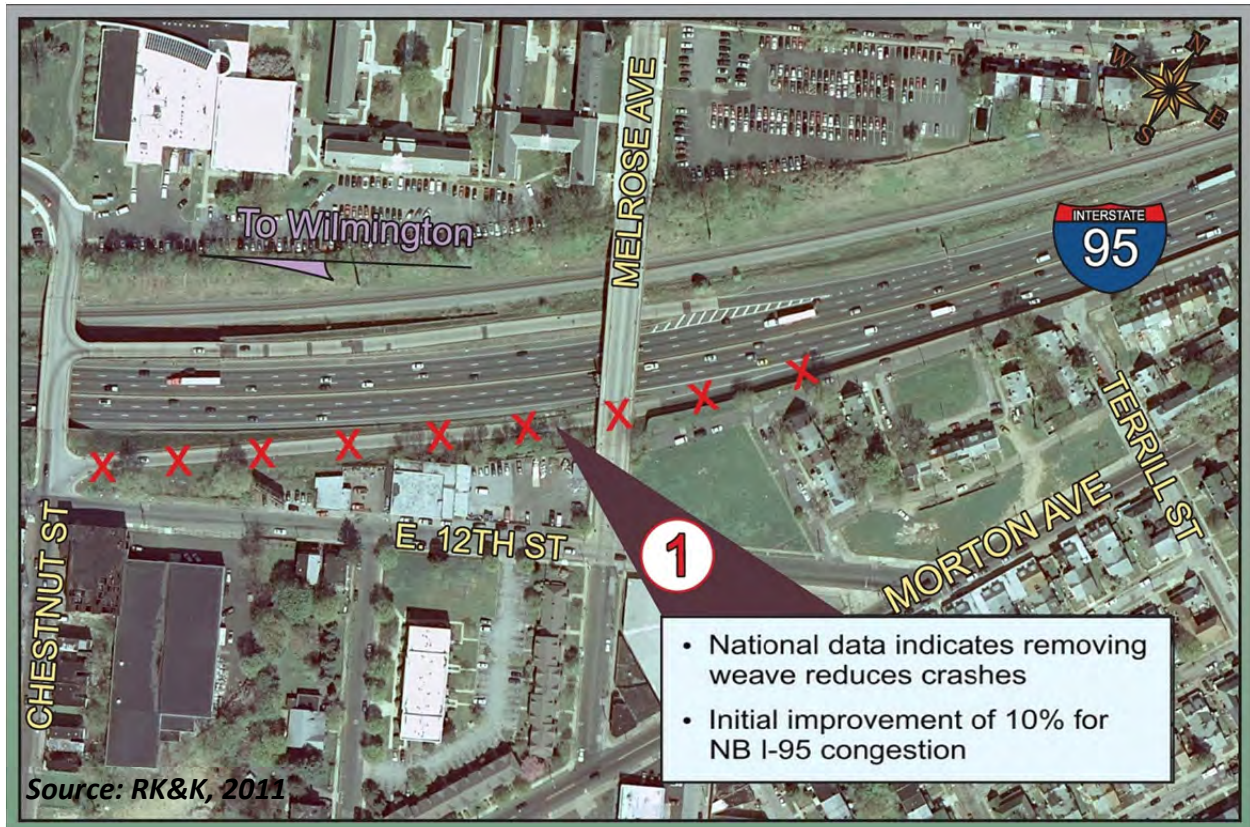 MELROSE AVE
W
N
S
E
To Wilmington
INTERSTATE
95
TERRILL ST
MORTON AVE
E. 12TH ST
CHESTNUT ST
X X X X X X X X X
1
• National data indicates removing
weave reduces crashes
• Initial improvement of 10% for
NB I-95 congestion
Source: RK&K, 2011